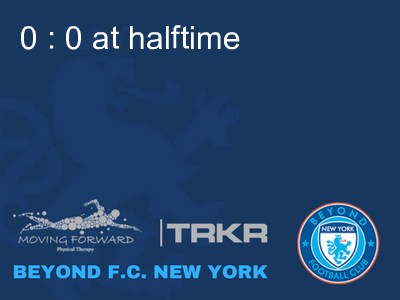 0 : 0 at halftime
MOVING FORWARD
Physical Therapy
TRKR
BEYOND F.C. NEW YORK
BEYOND
NEW YORK
FOOTBALL CLUB